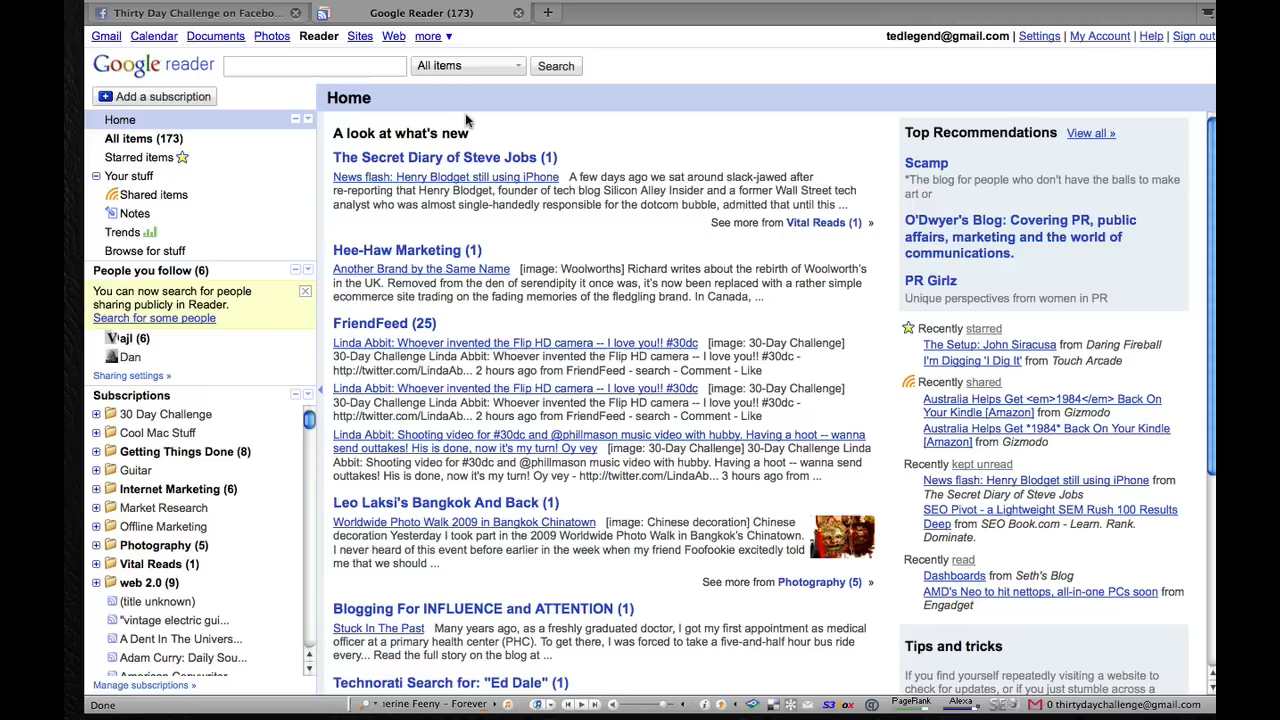 Thirty Day Challenge on Facebo...
Google Reader (173)
Gmail Calendar Documents Photos Reader Sites Web more ▼
tedlegend@gmail.com | Settings | My Account | Help | Sign out
Google reader
All items
Search
Add a subscription
Home
All items (173)
Starred items
Your stuff
Shared items
Notes
Trends
Browse for stuff
People you follow (6)
You can now search for people
sharing publicly in Reader.
Search for some people
ajl (6)
Dan
Sharing settings »
Subscriptions
30 Day Challenge
Cool Mac Stuff
Getting Things Done (8)
Guitar
Internet Marketing (6)
Market Research
Offline Marketing
Photography (5)
Vital Reads (1)
web 2.0 (9)
(title unknown)
"vintage electric gui...
A Dent In The Univers...
Adam Curry: Daily Sou...
Manage subscriptions »
Home
A look at what's new
The Secret Diary of Steve Jobs (1)
News flash: Henry Blodget still using iPhone A few days ago we sat around slack-jawed after
re-reporting that Henry Blodget, founder of tech blog Silicon Alley Insider and a former Wall Street tech
analyst who was almost single-handedly responsible for the dotcom bubble, admitted that until this ...
See more from Vital Reads (1) »
Hee-Haw Marketing (1)
Another Brand by the Same Name [image: Woolworths] Richard writes about the rebirth of Woolworth's
in the UK. Removed from the den of serendipity it once was, it's now been replaced with a rather simple
ecommerce site trading on the fading memories of the fledgling brand. In Canada, ...
FriendFeed (25)
Linda Abbit: Whoever invented the Flip HD camera -- I love you!! #30dc [image: 30-Day Challenge]
30-Day Challenge Linda Abbit: Whoever invented the Flip HD camera -- I love you!! #30dc -
http://twitter.com/LindaAb... 2 hours ago from FriendFeed - search - Comment - Like
Linda Abbit: Whoever invented the Flip HD camera -- I love you!! #30dc [image: 30-Day Challenge]
30-Day Challenge Linda Abbit: Whoever invented the Flip HD camera -- I love you!! #30dc -
http://twitter.com/LindaAb... 2 hours ago from FriendFeed - search - Comment - Like
Linda Abbit: Shooting video for #30dc and @phillmason music video with hubby. Having a hoot -- wanna
send outtakes! His is done, now it's my turn! Oy vey [image: 30-Day Challenge] 30-Day Challenge Linda
Abbit: Shooting video for #30dc and @phillmason music video with hubby. Having a hoot -- wanna send
outtakes! His is done, now it's my turn! Oy vey - http://twitter.com/LindaAb... 3 hours ago from ...
Leo Laksi's Bangkok And Back (1)
Worldwide Photo Walk 2009 in Bangkok Chinatown [image: Chinese decoration] Chinese
decoration Yesterday I took part in the 2009 Worldwide Photo Walk in Bangkok's Chinatown.
I never heard of this event before earlier in the week when my friend Foofookie excitedly told
me that we should ...
See more from Photography (5) »
Blogging For INFLUENCE and ATTENTION (1)
Stuck In The Past Many years ago, as a freshly graduated doctor, I got my first appointment as medical
officer at a primary health center (PHC). To get there, I was forced to take a five-and-half hour bus ride
every... Read the full story on the blog at ...
Technorati Search for: "Ed Dale" (1)
Top Recommendations View all »
Scamp
*The blog for people who don't have the balls to make
art or
O'Dwyer's Blog: Covering PR, public
affairs, marketing and the world of
communications.
PR Girlz
Unique perspectives from women in PR
Recently starred
The Setup: John Siracusa from Daring Fireball
I'm Digging 'I Dig It' from Touch Arcade
Recently shared
Australia Helps Get <em>1984</em> Back On
Your Kindle [Amazon] from Gizmodo
Australia Helps Get *1984* Back On Your Kindle
[Amazon] from Gizmodo
Recently kept unread
News flash: Henry Blodget still using iPhone from
The Secret Diary of Steve Jobs
SEO Pivot - a Lightweight SEM Rush 100 Results
Deep from SEO Book.com - Learn. Rank.
Dominate.
Recently read
Dashboards from Seth's Blog
AMD's Neo to hit nettops, all-in-one PCs soon from
Engadget
Tips and tricks
If you find yourself repeatedly visiting a website to
check for updates, or if you just stumble across a
Done
erine Feeny - Forever
S3
PageRank
Alexa
0 thirtydaychallenge@gmail.com